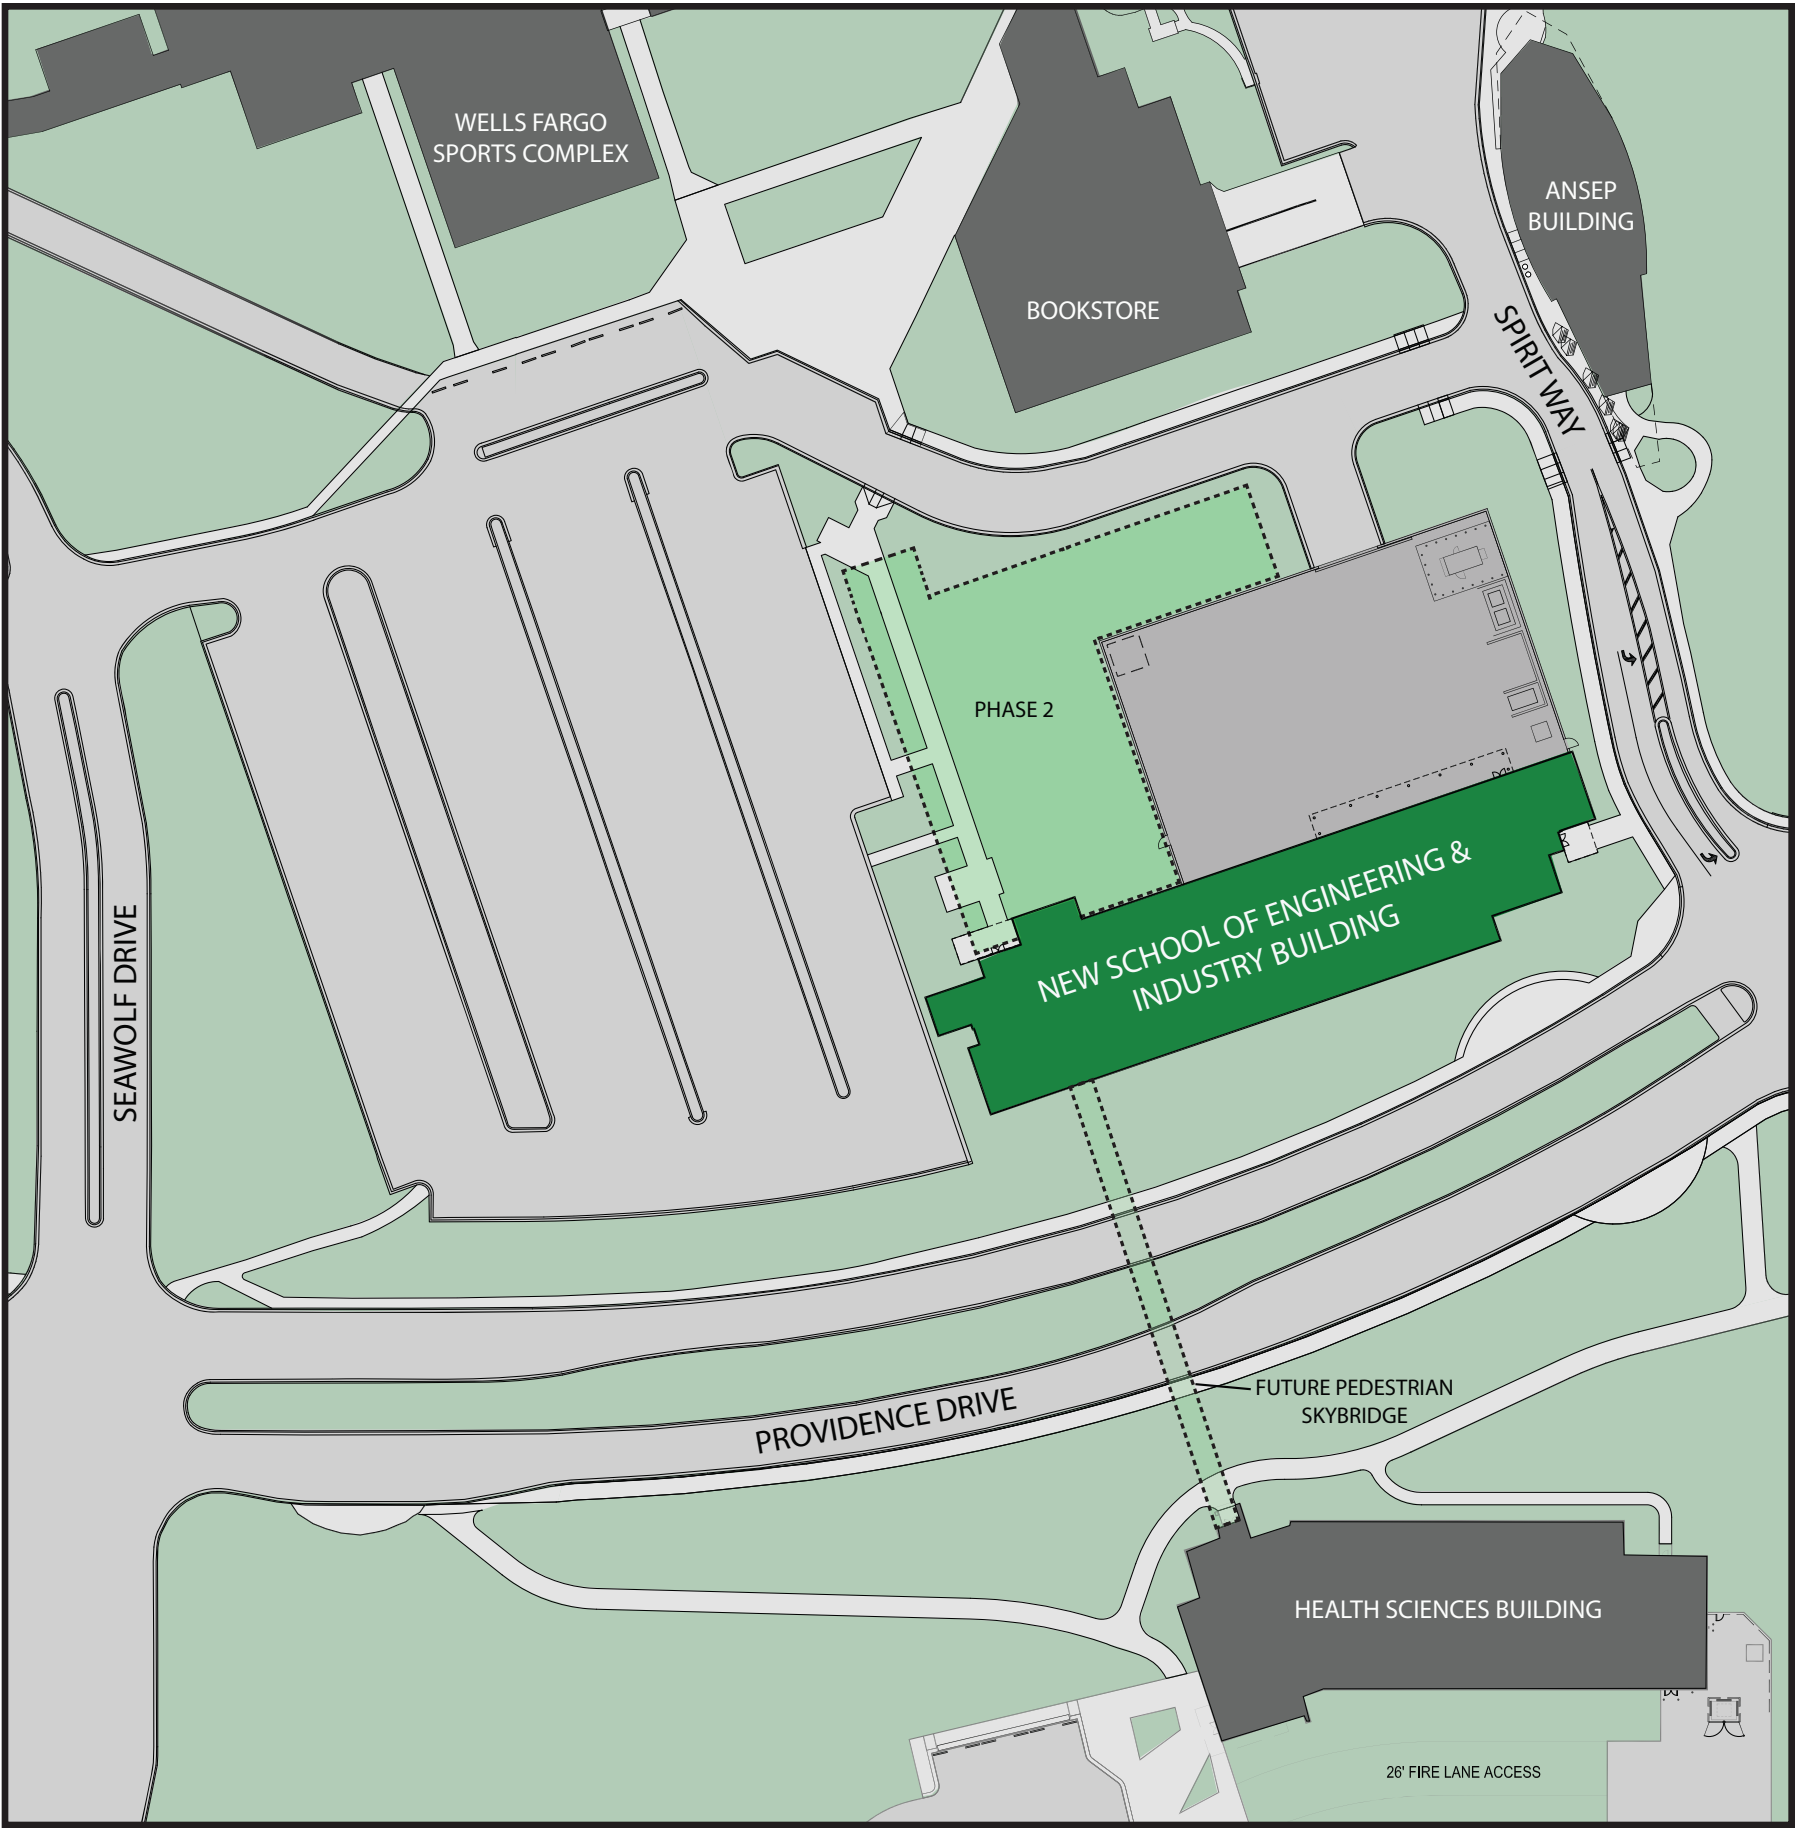 WELLS FARGO
SPORTS COMPLEX
ANSEP
BUILDING
BOOKSTORE
SPIRIT WAY
PHASE 2
NEW SCHOOL OF ENGINEERING &
INDUSTRY BUILDING
SEAWOLF DRIVE
FUTURE PEDESTRIAN
SKYBRIDGE
PROVIDENCE DRIVE
HEALTH SCIENCES BUILDING
26' FIRE LANE ACCESS